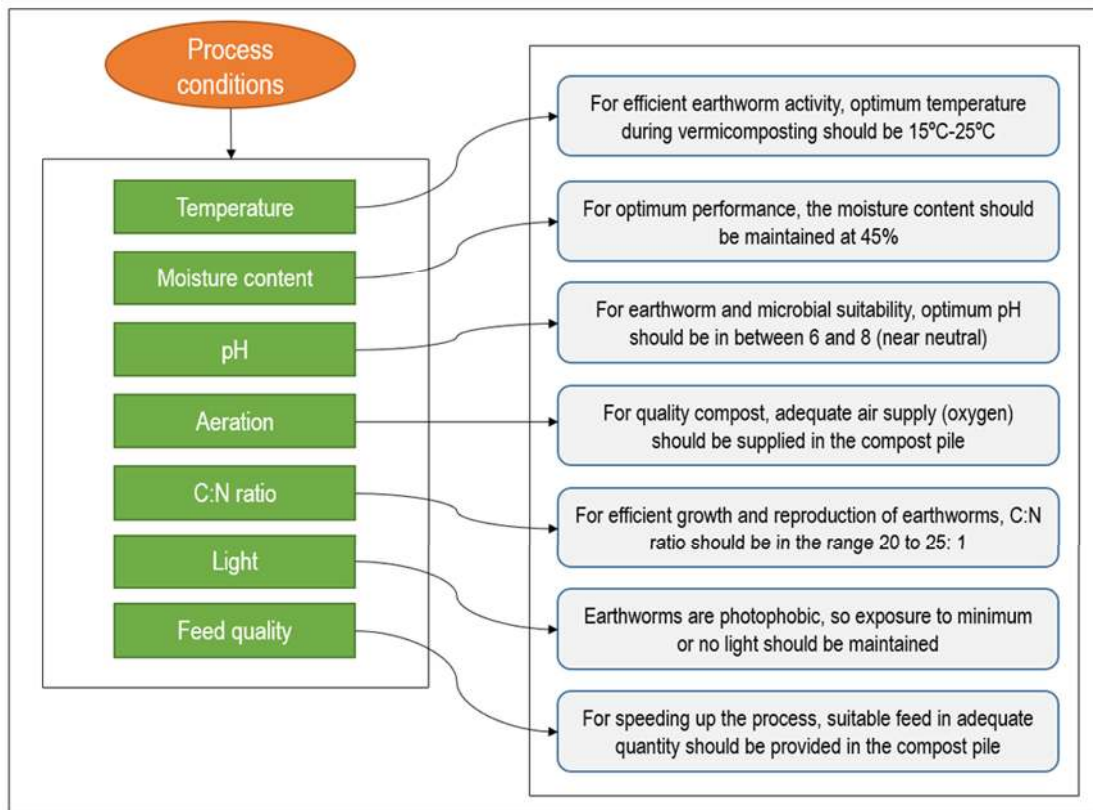 Process
conditions
Temperature
Moisture content
pH
Aeration
C:N ratio
Light
Feed quality
For efficient earthworm activity, optimum temperature
during vermicomposting should be 15ºC-25ºC
For optimum performance, the moisture content should
be maintained at 45%
For earthworm and microbial suitability, optimum pH
should be in between 6 and 8 (near neutral)
For quality compost, adequate air supply (oxygen)
should be supplied in the compost pile
For efficient growth and reproduction of earthworms, C:N
ratio should be in the range 20 to 25: 1
Earthworms are photophobic, so exposure to minimum
or no light should be maintained
For speeding up the process, suitable feed in adequate
quantity should be provided in the compost pile